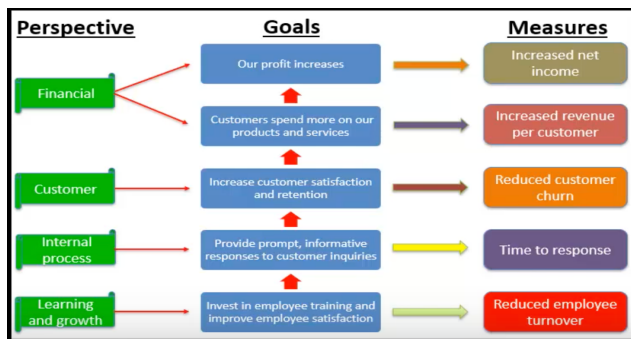 Perspective
Goals
Measures
Financial
Our profit increases
Increased net
income
Customers spend more on our
products and services
Increased revenue
per customer
Customer
Increase customer satisfaction
and retention
Reduced customer
churn
Internal
process
Provide prompt, informative
responses to customer inquiries
Time to response
Learning
and growth
Invest in employee training and
improve employee satisfaction
Reduced employee
turnover